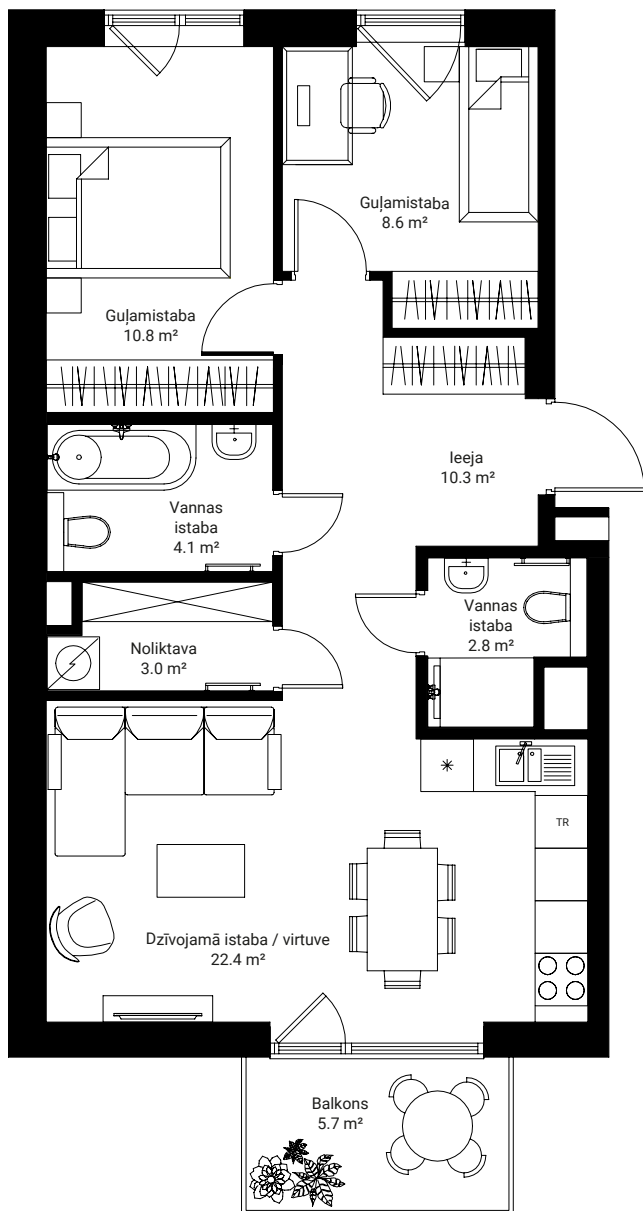 Guļamistaba
8.6 m²
Guļamistaba
10.8 m²
Ieeja
10.3 m²
Vannas
istaba
4.1 m²
Vannas
istaba
2.8 m²
Noliktava
3.0 m²
TR
Dzīvojamā istaba / virtuve
22.4 m²
Balkons
5.7 m²